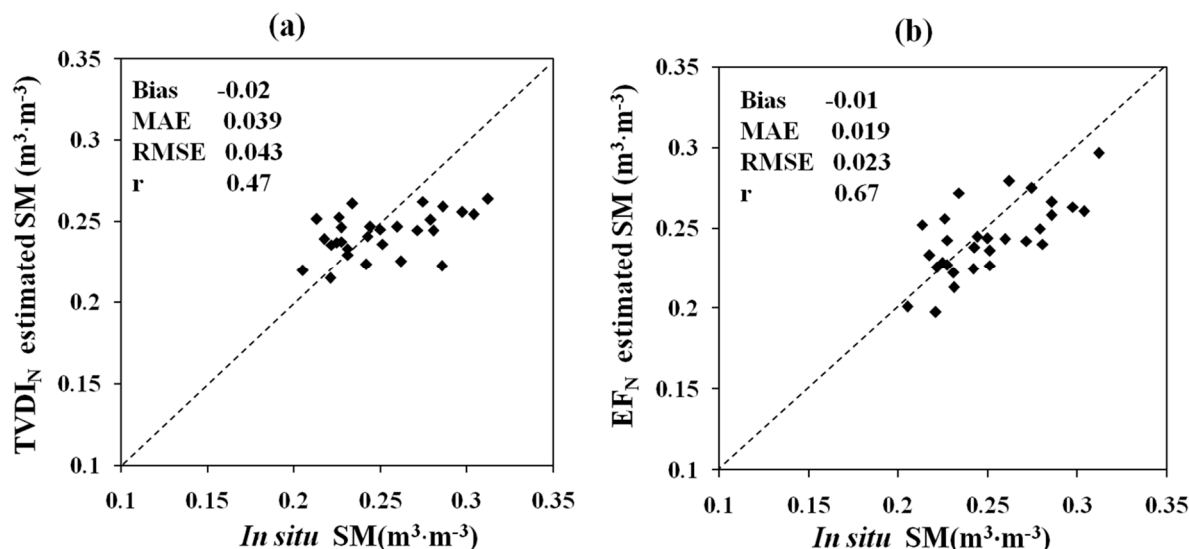 (a)
TVDI_N estimated SM (m³·m⁻³)
0.35
0.3
0.25
0.2
0.15
0.1
Bias -0.02
MAE 0.039
RMSE 0.043
r 0.47
0.1 0.15 0.2 0.25 0.3 0.35
In situ SM(m³·m⁻³)
(b)
EF_N estimated SM (m³·m⁻³)
0.35
0.3
0.25
0.2
0.15
0.1
Bias -0.01
MAE 0.019
RMSE 0.023
r 0.67
0.1 0.15 0.2 0.25 0.3 0.35
In situ SM(m³·m⁻³)